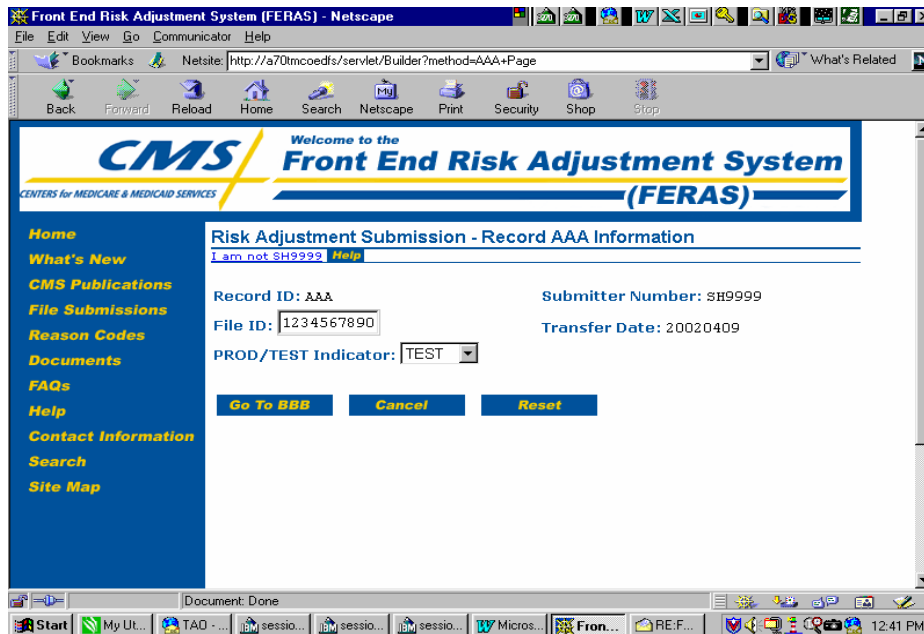 Front End Risk Adjustment System (FERAS) - Netscape
File Edit View Go Communicator Help
Bookmarks Netsite: http://a70tmcoedfs/servlet/Builder?method=AAA+Page What's Related
Back Forward Reload Home Search Netscape Print Security Shop Stop
My
CMS
CENTERS for MEDICARE & MEDICAID SERVICES
Welcome to the
Front End Risk Adjustment System
(FERAS)
Home
What's New
CMS Publications
File Submissions
Reason Codes
Documents
FAQs
Help
Contact Information
Search
Site Map
Risk Adjustment Submission - Record AAA Information
I am not SH9999 Help
Record ID: AAA Submitter Number: SH9999
File ID: 1234567890 Transfer Date: 20020409
PROD/TEST Indicator: TEST
Go To BBB Cancel Reset
Document: Done
Start My Ut... TAO - ... sessio... sessio... sessio... Micros... Fron... RE:F... 12:41 PM